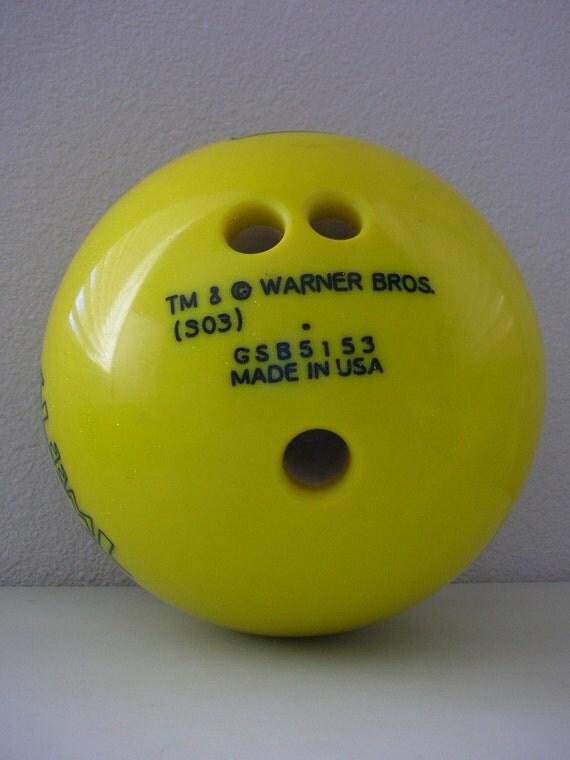 TM & © WARNER BROS.
(S03)
GSB5153
MADE IN USA